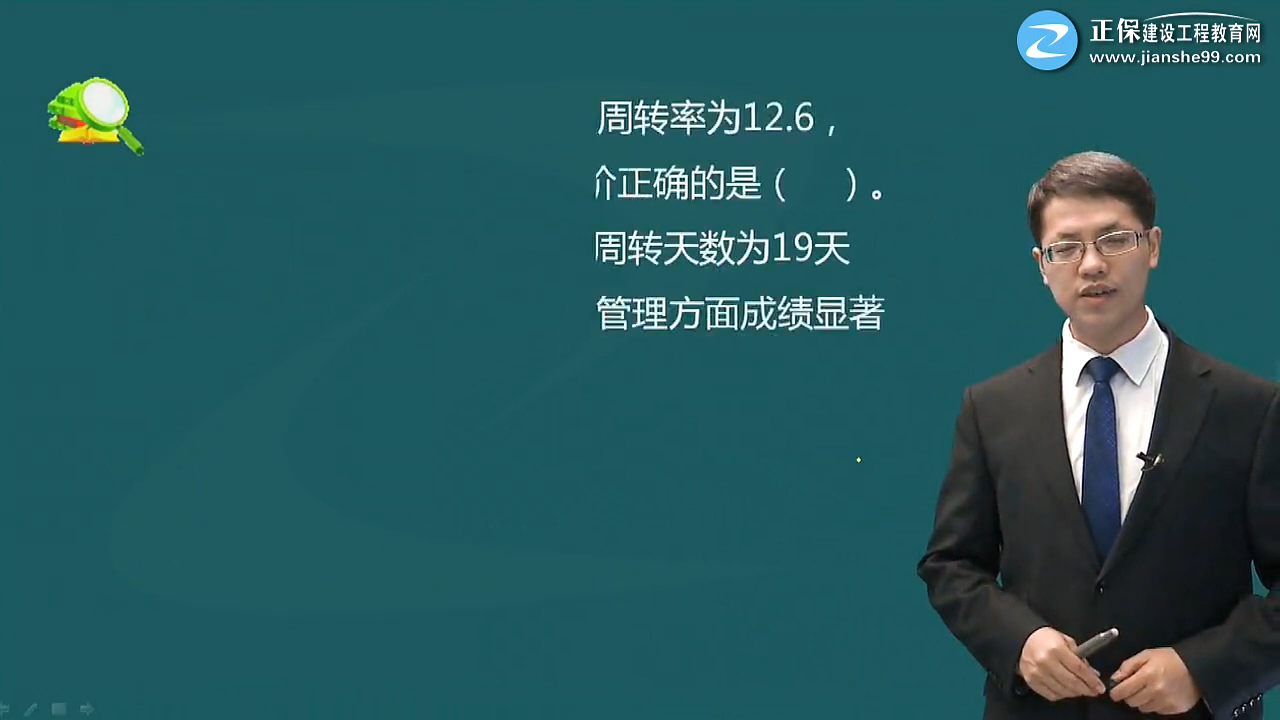 正保建设工程教育网
www.jianshe99.com
周转率为12.6，
价正确的是（ ）。
周转天数为19天
管理方面成绩显著